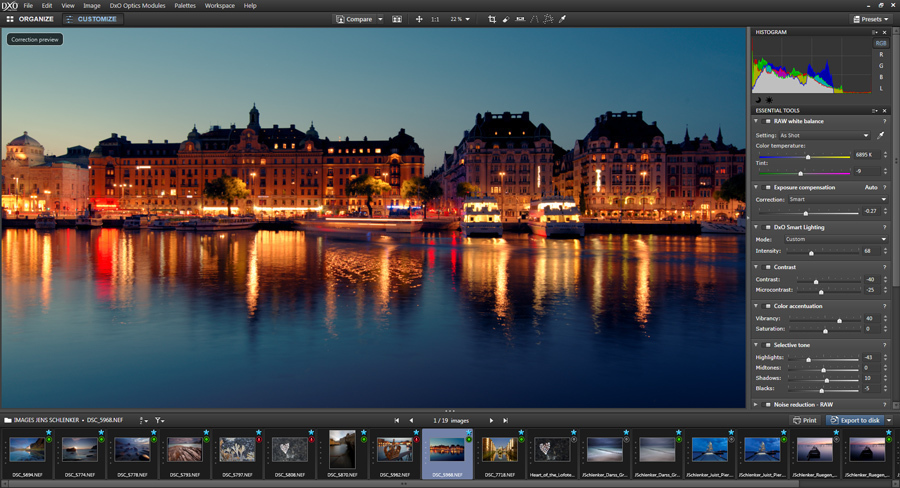 DXO File Edit View Image DxO Optics Modules Palettes Workspace Help
ORGANIZE CUSTOMIZE Compare 1:1 22 % Presets
Correction preview
HISTOGRAM
RGB
R
G
B
L
ESSENTIAL TOOLS
RAW white balance ?
Setting: As Shot
Color temperature:
6895 K
Tint:
-9
Exposure compensation Auto ?
Correction: Smart
-0.27
DxO Smart Lighting ?
Mode: Custom
Intensity: 68
Contrast ?
Contrast: -40
Microcontrast: -25
Color accentuation ?
Vibrancy: 40
Saturation: 0
Selective tone ?
Highlights: -43
Midtones: 0
Shadows: 10
Blacks: -5
Noise reduction - RAW ?
IMAGES JENS SCHLENKER • DSC_5968.NEF 1 / 19 images Print Export to disk
DSC_5694.NEF DSC_5774.NEF DSC_5778.NEF DSC_5793.NEF DSC_5797.NEF DSC_5808.NEF DSC_5870.NEF DSC_5962.NEF DSC_5968.NEF DSC_7718.NEF Heart_of_the_Lofote... JSchlenker_Darss_Gr... JSchlenker_Darss_Gr... JSchlenker_Juist_Pier... JSchlenker_Juist_Pier... JSchlenker_Ruegen_... JSchlenker_Ruegen_...